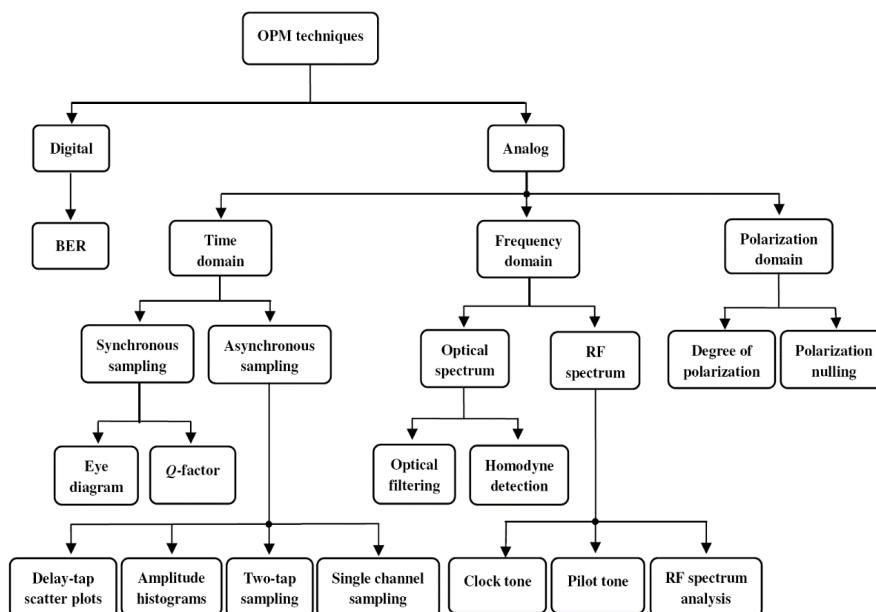 OPM techniques
Digital
Analog
BER
Time
domain
Frequency
domain
Polarization
domain
Synchronous
sampling
Asynchronous
sampling
Optical
spectrum
RF
spectrum
Degree of
polarization
Polarization
nulling
Eye
diagram
Q-factor
Optical
filtering
Homodyne
detection
Delay-tap
scatter plots
Amplitude
histograms
Two-tap
sampling
Single channel
sampling
Clock tone
Pilot tone
RF spectrum
analysis